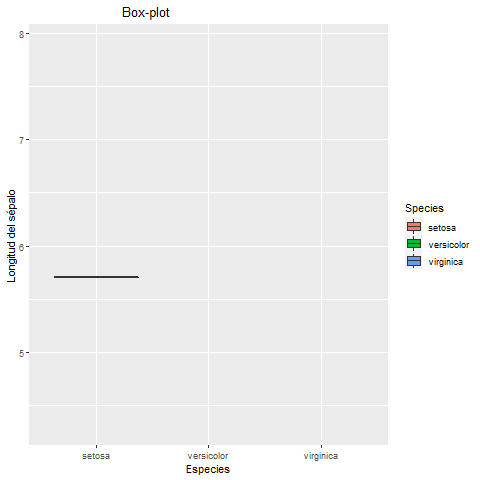 Box-plot
Longitud del sépalo
8
7
6
5
setosa
versicolor
virginica
Especies
Species
setosa
versicolor
virginica